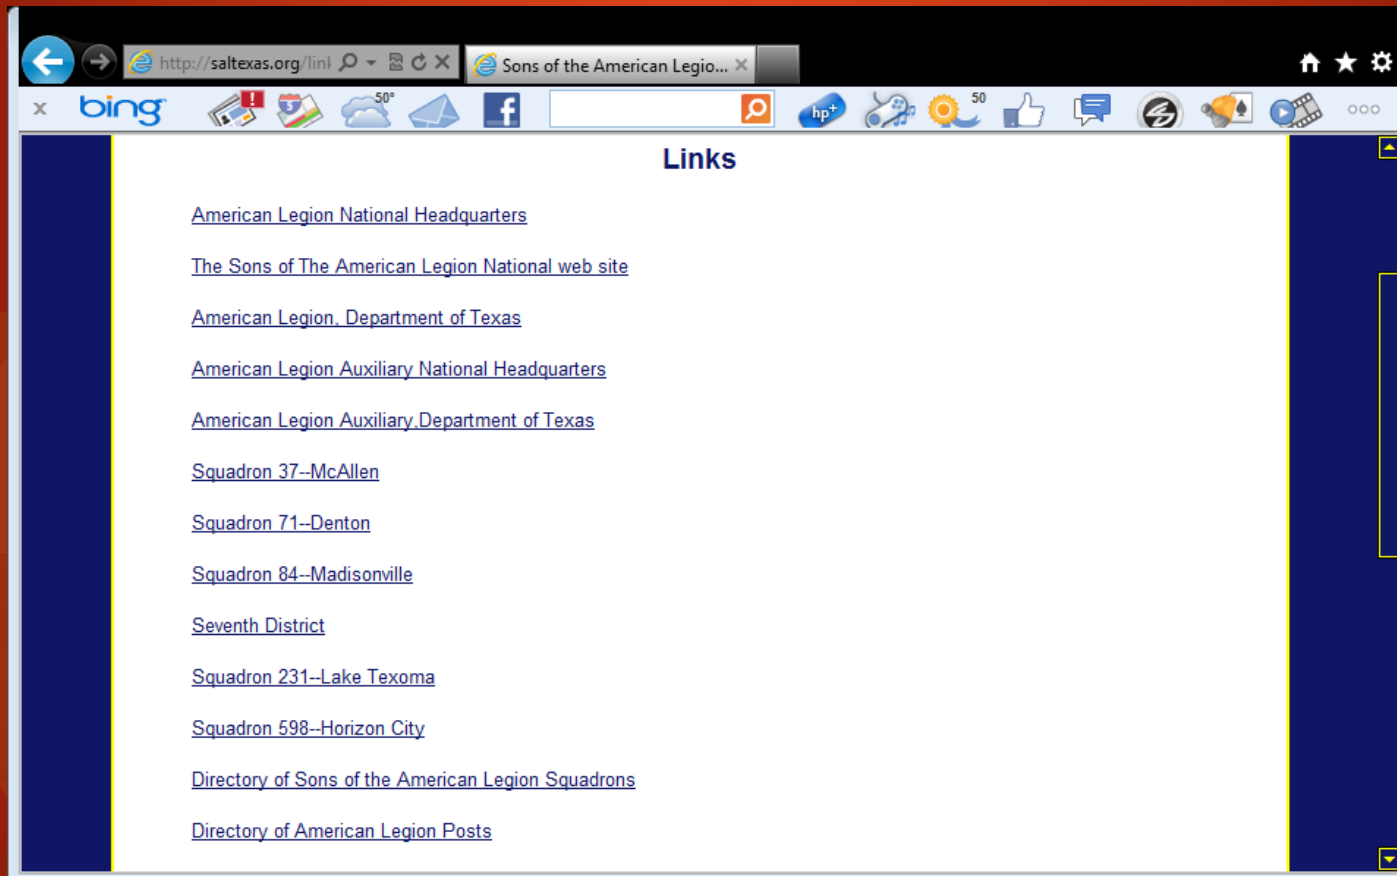 http://saltexas.org/link
Sons of the American Legio...
bing
50°
hp+
50
Links
American Legion National Headquarters
The Sons of The American Legion National web site
American Legion, Department of Texas
American Legion Auxiliary National Headquarters
American Legion Auxiliary,Department of Texas
Squadron 37--McAllen
Squadron 71--Denton
Squadron 84--Madisonville
Seventh District
Squadron 231--Lake Texoma
Squadron 598--Horizon City
Directory of Sons of the American Legion Squadrons
Directory of American Legion Posts